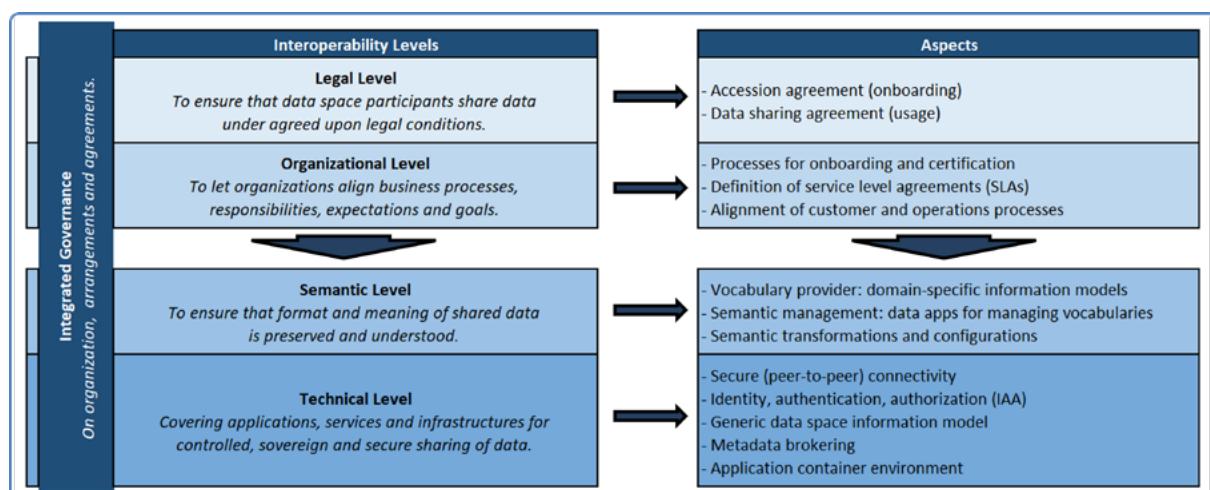 Integrated Governance
On organization, arrangements and agreements.
Interoperability Levels
Aspects
Legal Level
To ensure that data space participants share data
under agreed upon legal conditions.
- Accession agreement (onboarding)
- Data sharing agreement (usage)
Organizational Level
To let organizations align business processes,
responsibilities, expectations and goals.
- Processes for onboarding and certification
- Definition of service level agreements (SLAs)
- Alignment of customer and operations processes
Semantic Level
To ensure that format and meaning of shared data
is preserved and understood.
- Vocabulary provider: domain-specific information models
- Semantic management: data apps for managing vocabularies
- Semantic transformations and configurations
Technical Level
Covering applications, services and infrastructures for
controlled, sovereign and secure sharing of data.
- Secure (peer-to-peer) connectivity
- Identity, authentication, authorization (IAA)
- Generic data space information model
- Metadata brokering
- Application container environment